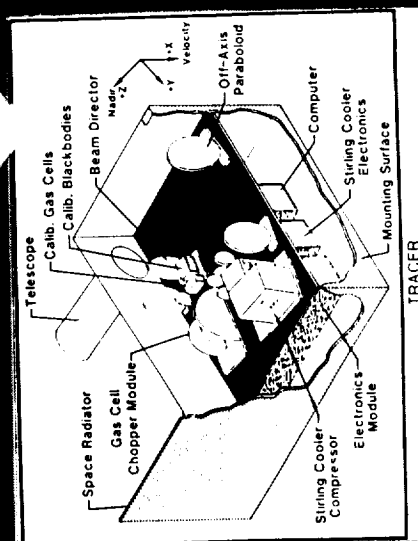 Telescope
Calib. Gas Cells
Calib. Blackbodies
Beam Director
Nadir
+Z
+X
Velocity
+Y
Off-Axis
Paraboloid
Space Radiator
Gas Cell
Chopper Module
Computer
Stirling Cooler
Electronics
Mounting Surface
Stirling Cooler
Compressor
Electronics
Module
TRACER